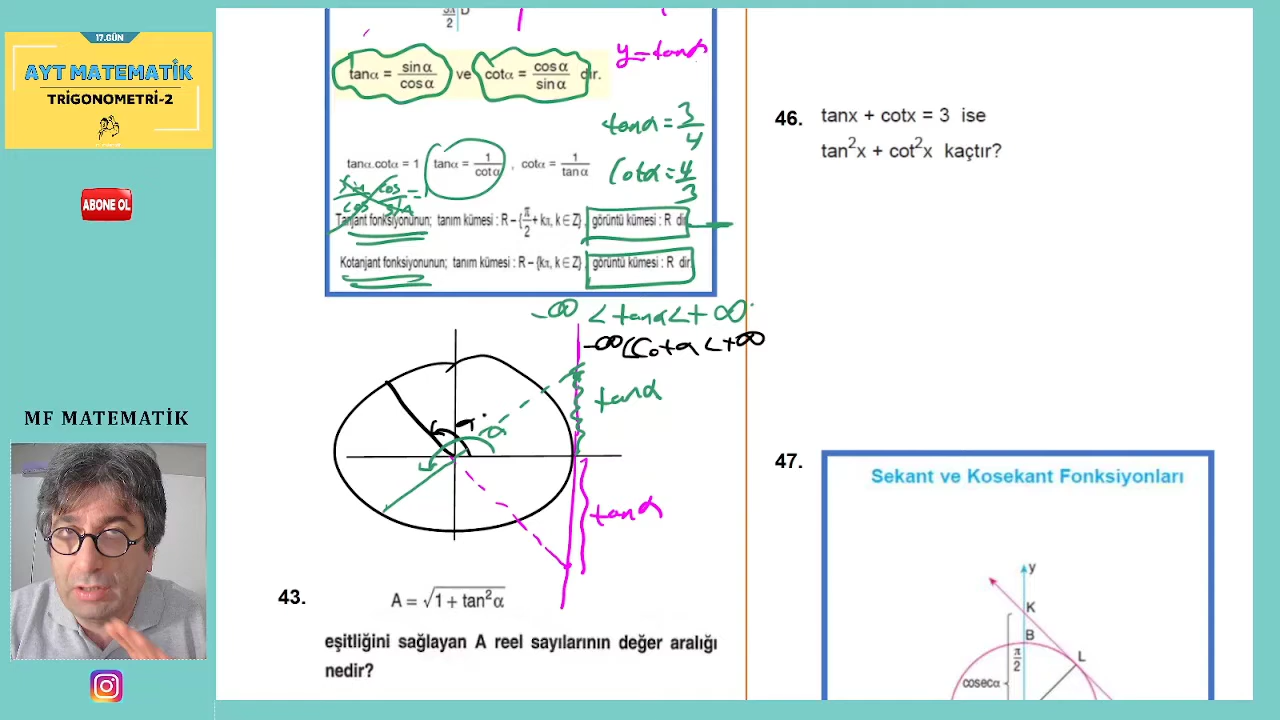 17.GÜN
AYT MATEMATİK
TRİGONOMETRİ-2
ABONE OL
MF MATEMATİK
3π/2
y=tanα
tanα = sinα/cosα ve cotα = cosα/sinα dır.
tanα = 3/4
tanα.cotα = 1 tanα = 1/cotα , cotα = 1/tanα
Cotα = 4/3
Tanjant fonksiyonunun; tanım kümesi : R – {π/2 + kπ, k ∈ Z} , görüntü kümesi : R dir.
Kotanjant fonksiyonunun; tanım kümesi : R – {kπ, k ∈ Z} , görüntü kümesi : R dir.
-∞ < tanα < +∞
-∞ < Cotα < +∞
tanα
α
α
tanα
43. A = √(1 + tan²α)
eşitliğini sağlayan A reel sayılarının değer aralığı
nedir?
46. tanx + cotx = 3 ise
tan²x + cot²x kaçtır?
47. Sekant ve Kosekant Fonksiyonları
y
K
B
π/2
L
cosecα